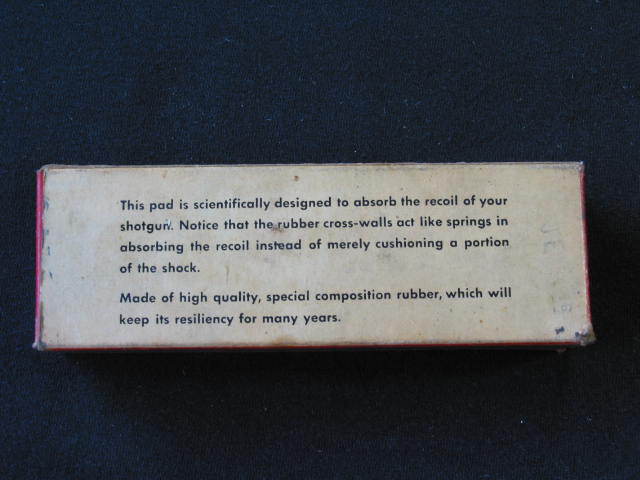 This pad is scientifically designed to absorb the recoil of your
shotgun. Notice that the rubber cross-walls act like springs in
absorbing the recoil instead of merely cushioning a portion
of the shock.
Made of high quality, special composition rubber, which will
keep its resiliency for many years.